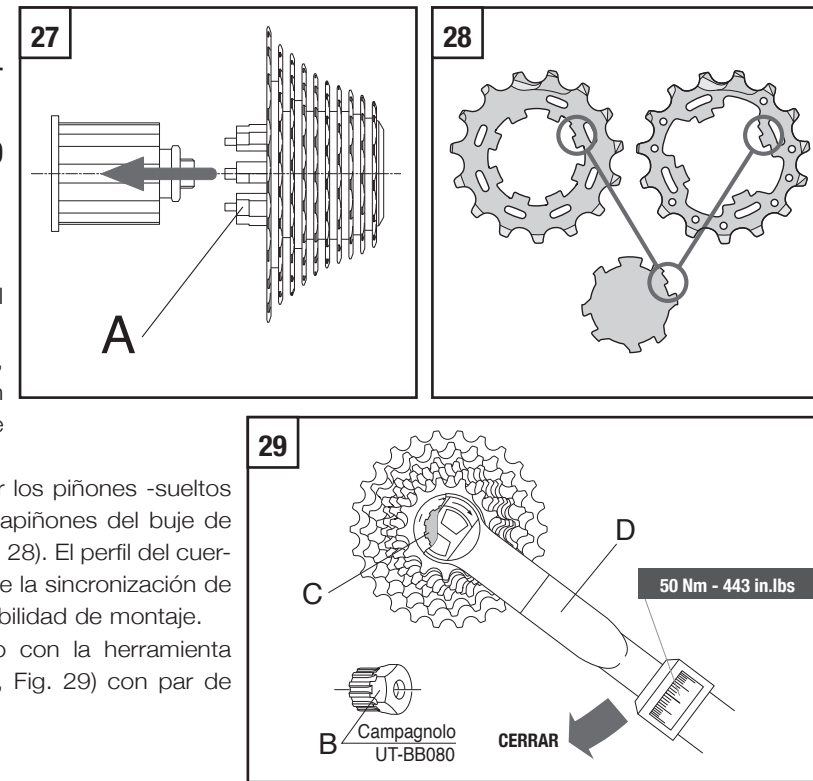 27
A
28
r los piñones -sueltos
apiñones del buje de
28). El perfil del cuer-
e la sincronización de
bilidad de montaje.
o con la herramienta
, Fig. 29) con par de
29
C
D
50 Nm - 443 in.lbs
B
Campagnolo
UT-BB080
CERRAR